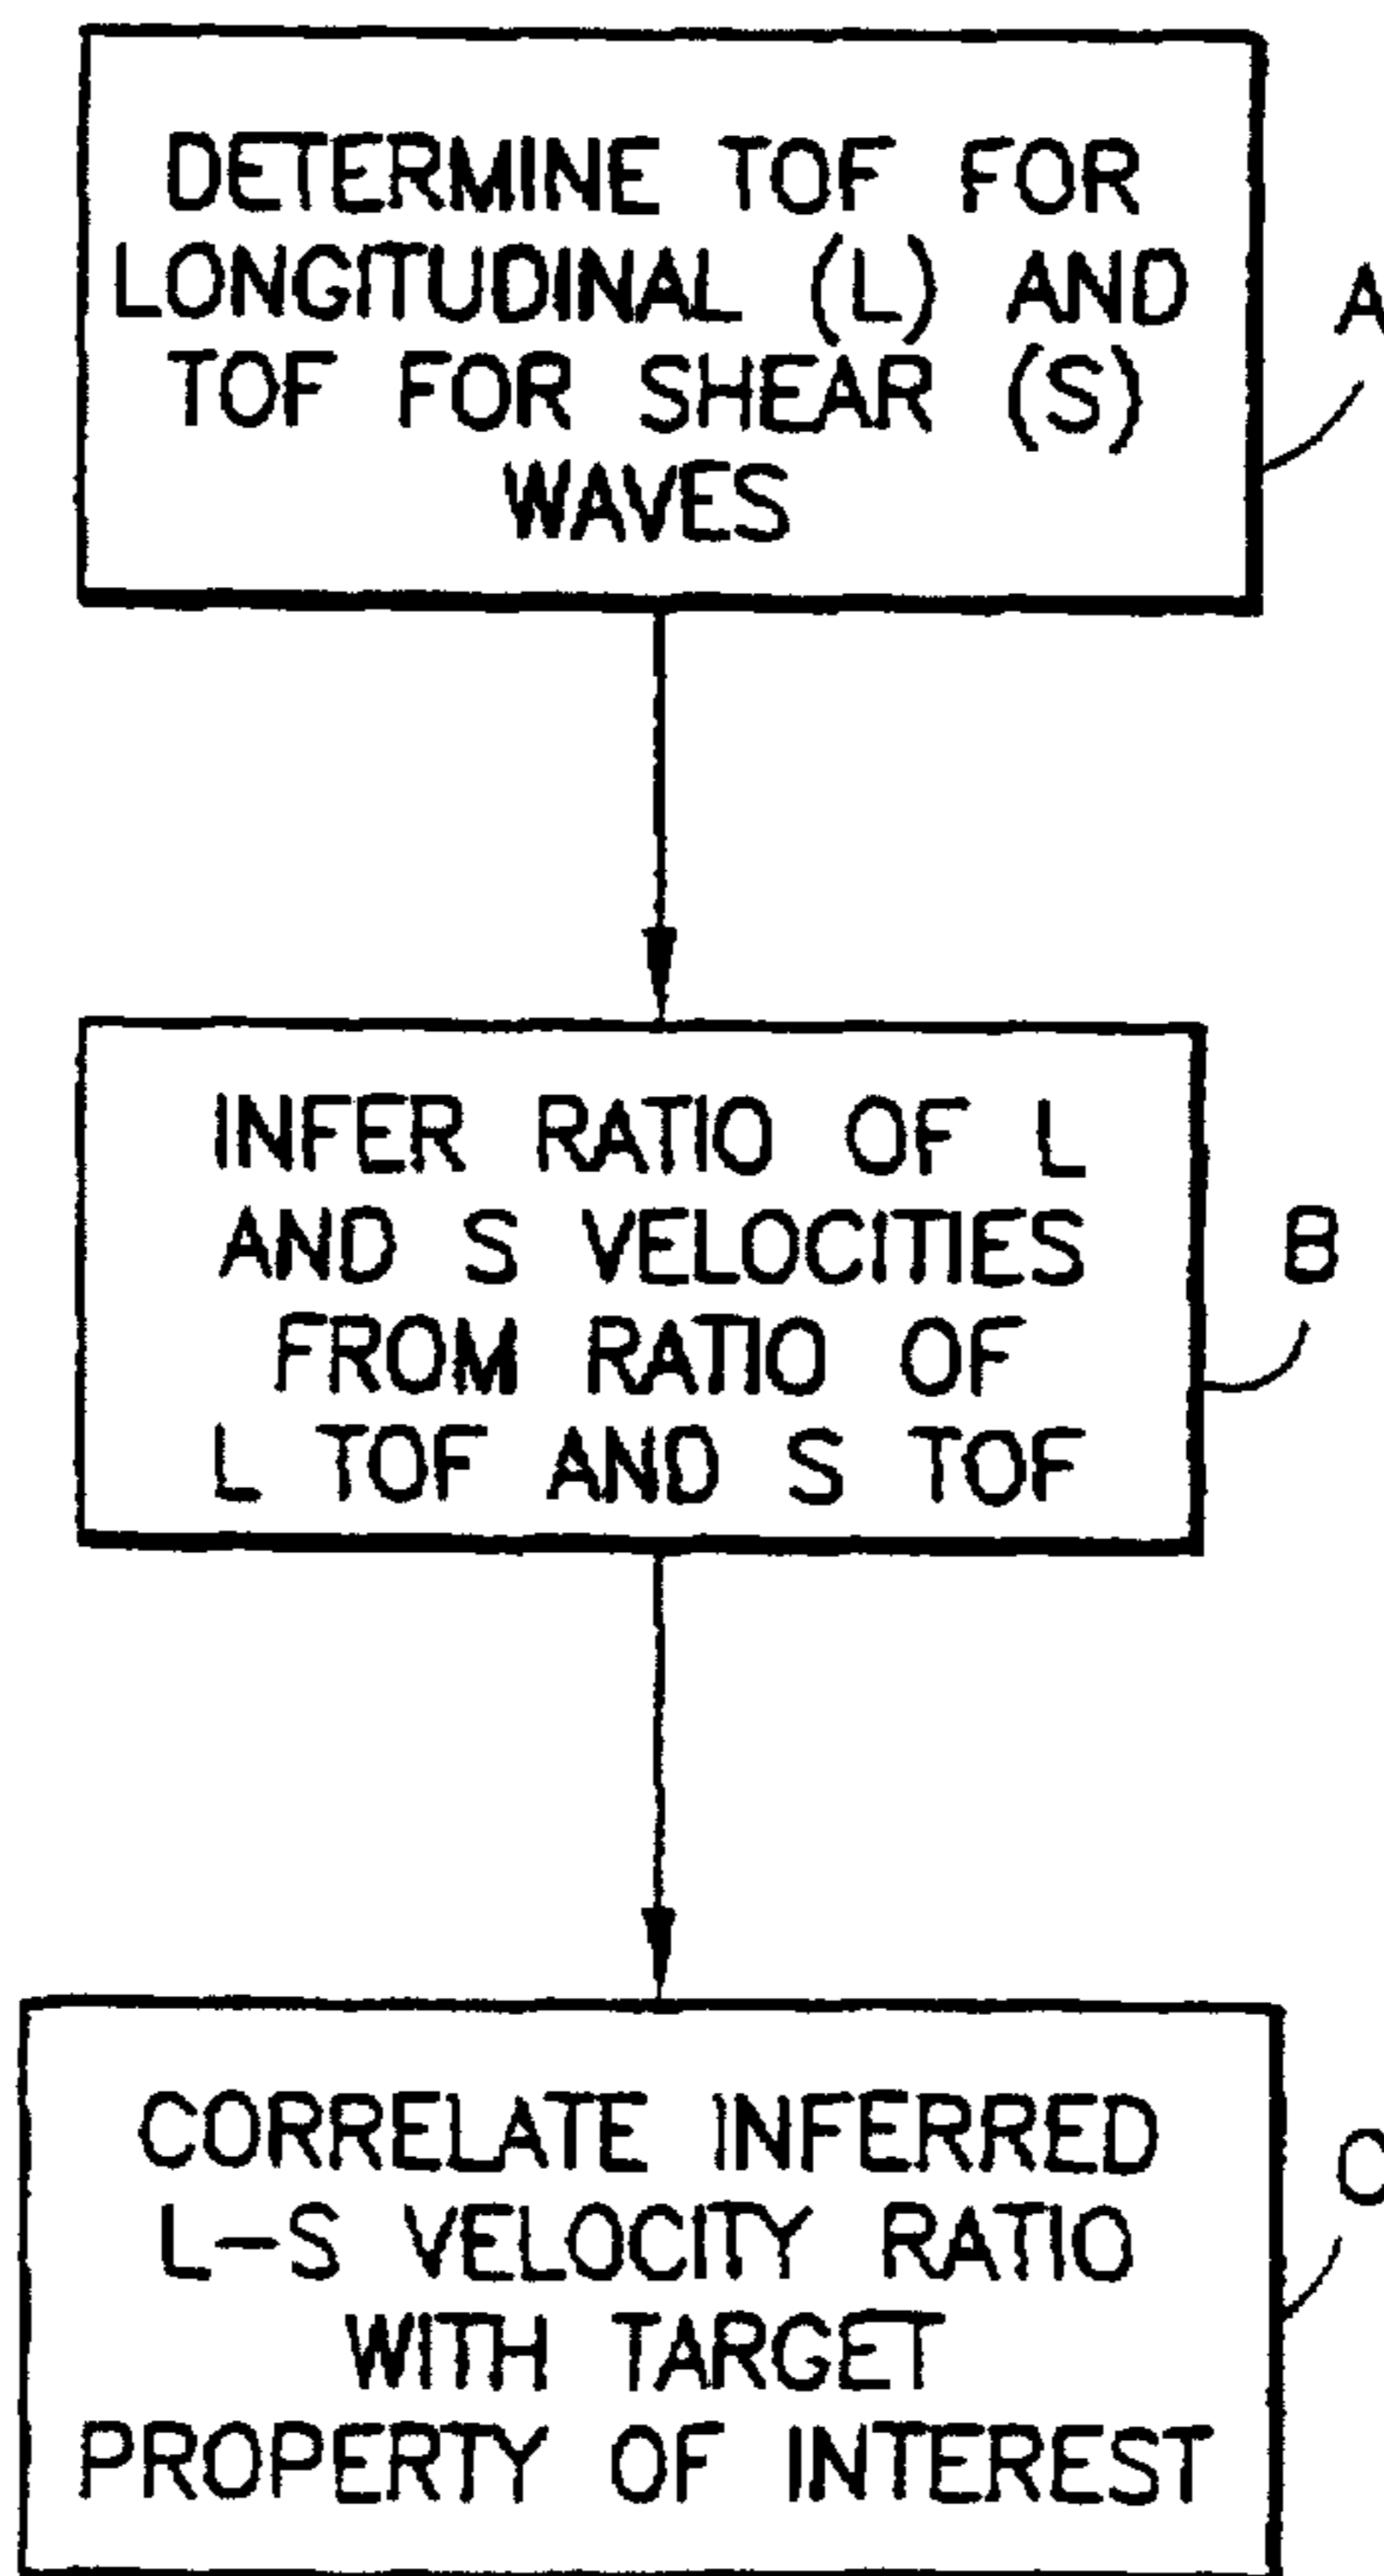 DETERMINE TOF FOR
LONGITUDINAL (L) AND
TOF FOR SHEAR (S)
WAVES
A
INFER RATIO OF L
AND S VELOCITIES
FROM RATIO OF
L TOF AND S TOF
B
CORRELATE INFERRED
L-S VELOCITY RATIO
WITH TARGET
PROPERTY OF INTEREST
C